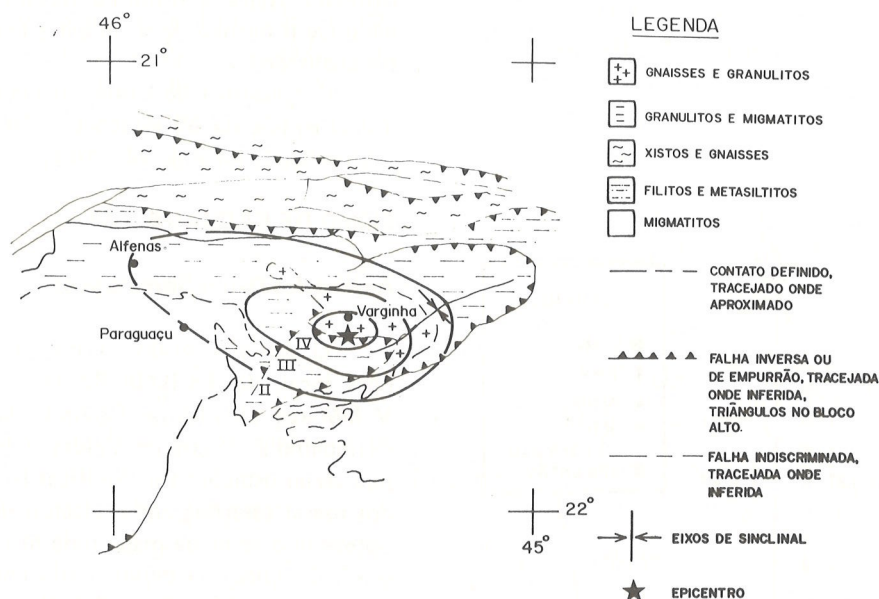 46°
21°
Alfenas
Paraguaçu
Varginha
IV
III
II
22°
45°
LEGENDA
GNAISSES E GRANULITOS
GRANULITOS E MIGMATITOS
XISTOS E GNAISSES
FILITOS E METASILTITOS
MIGMATITOS
CONTATO DEFINIDO,
TRACEJADO ONDE
APROXIMADO
FALHA INVERSA OU
DE EMPURRÃO, TRACEJADA
ONDE INFERIDA,
TRIÂNGULOS NO BLOCO
ALTO.
FALHA INDISCRIMINADA,
TRACEJADA ONDE
INFERIDA
EIXOS DE SINCLINAL
EPICENTRO